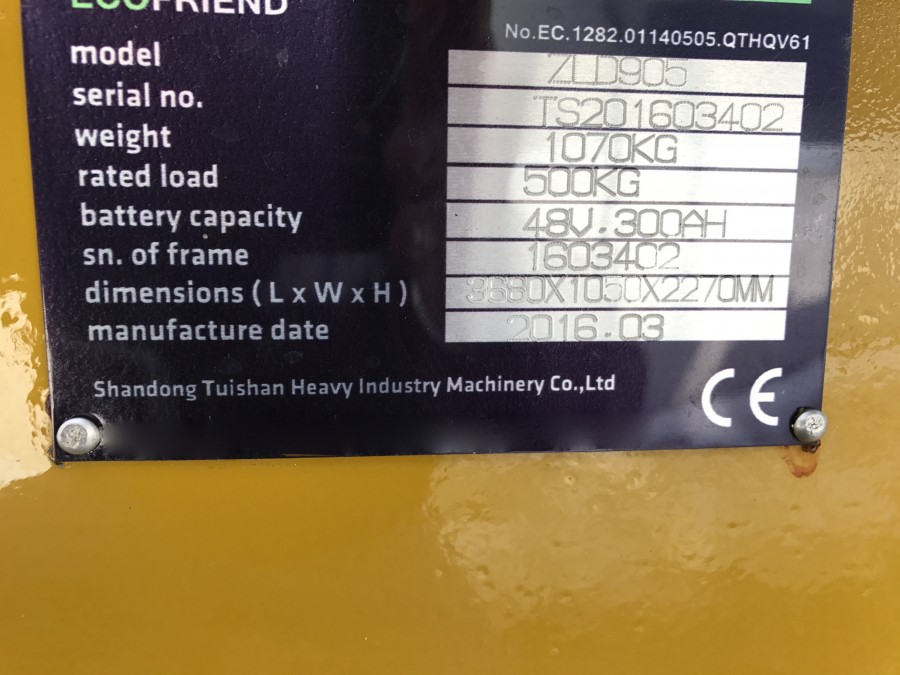 ECOFRIEND
No.EC.1282.01140505.QTHQV61
model ZLD905
serial no. TS201603402
weight 1070KG
rated load 500KG
battery capacity 48V.300AH
sn. of frame 1603402
dimensions ( L x W x H ) 3680X1050X2270MM
manufacture date 2016.03
Shandong Tuishan Heavy Industry Machinery Co.,Ltd
CE